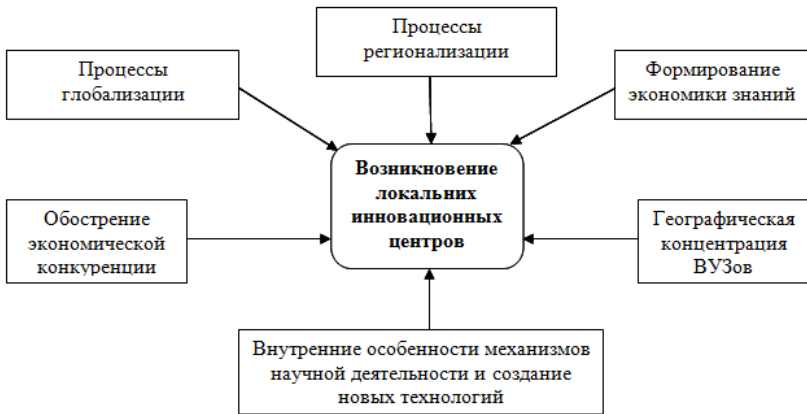 Процессы
регионализации
Процессы
глобализации
Формирование
экономики знаний
Возникновение
локальних
инновационных
центров
Обострение
экономической
конкуренции
Географическая
концентрация
ВУЗов
Внутренние особенности механизмов
научной деятельности и создание
новых технологий